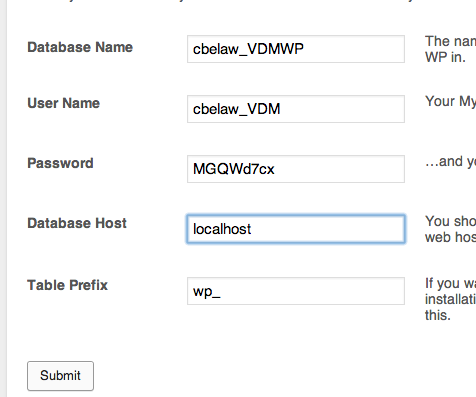 Database Name
cbelaw_VDMWP
The nam
WP in.
User Name
cbelaw_VDM
Your My
Password
MGQWd7cx
…and yo
Database Host
localhost
You sho
web hos
Table Prefix
wp_
If you wa
installati
this.
Submit